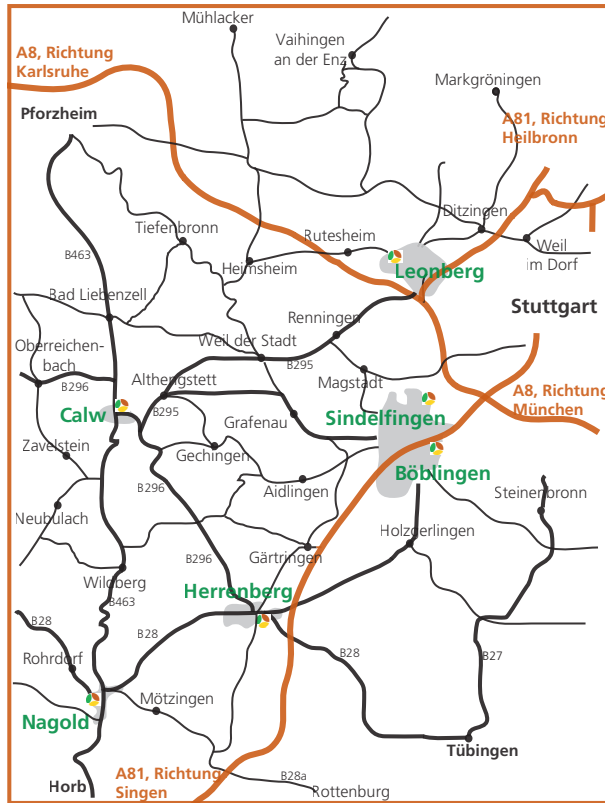 Mühlacker
Vaihingen
an der Enz
A8, Richtung
Karlsruhe
Markgröningen
Pforzheim
A81, Richtung
Heilbronn
Ditzingen
Tiefenbronn
Rutesheim
Weil
im Dorf
B463
Heimsheim
Leonberg
Bad Liebenzell
Stuttgart
Renningen
Weil der Stadt
Oberreichen-
bach
B295
B296
Althengstett
Magstadt
A8, Richtung
München
Calw
B295
Grafenau
Sindelfingen
Zavelstein
Gechingen
Böblingen
Aidlingen
Steinenbronn
B296
Neubulach
Holzgerlingen
B296
Gärtringen
Wildberg
Herrenberg
B463
B28
B28
B28
B27
Rohrdorf
Mötzingen
Nagold
Tübingen
A81, Richtung
Singen
B28a
Horb
Rottenburg